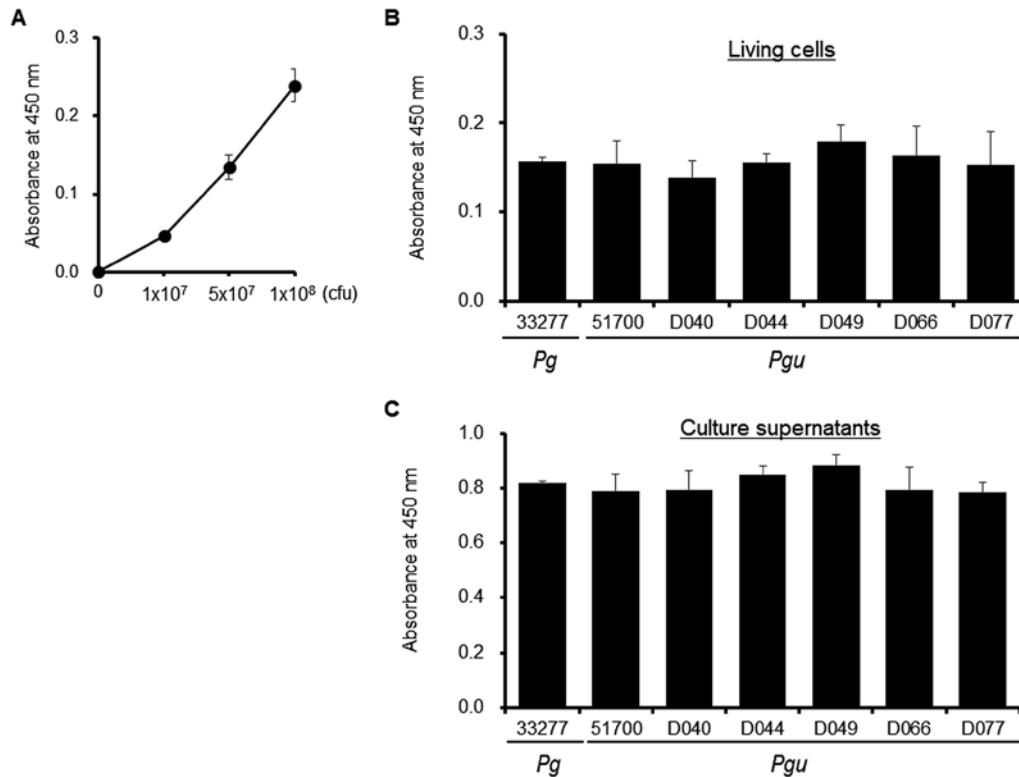 A
0.3
0.2
0.1
0.0
Absorbance at 450 nm
0 1x10⁷ 5x10⁷ 1x10⁸ (cfu)
B
Living cells
0.3
0.2
0.1
0.0
Absorbance at 450 nm
33277 51700 D040 D044 D049 D066 D077
Pg Pgu
C
Culture supernatants
1.0
0.8
0.6
0.4
0.2
0.0
Absorbance at 450 nm
33277 51700 D040 D044 D049 D066 D077
Pg Pgu